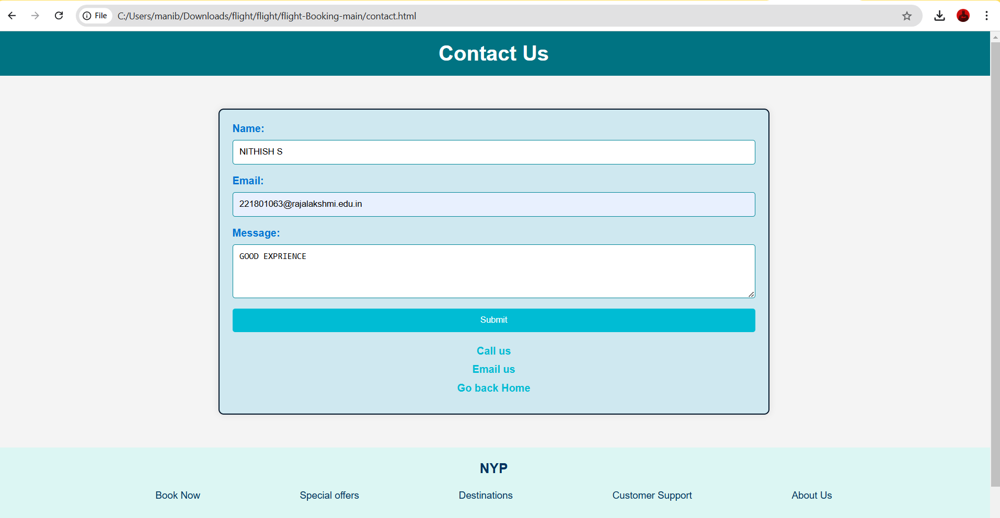 File C:/Users/manib/Downloads/flight/flight/flight-Booking-main/contact.html
Contact Us
Name:
NITHISH S
Email:
221801063@rajalakshmi.edu.in
Message:
GOOD EXPRIENCE
Submit
Call us
Email us
Go back Home
NYP
Book Now Special offers Destinations Customer Support About Us